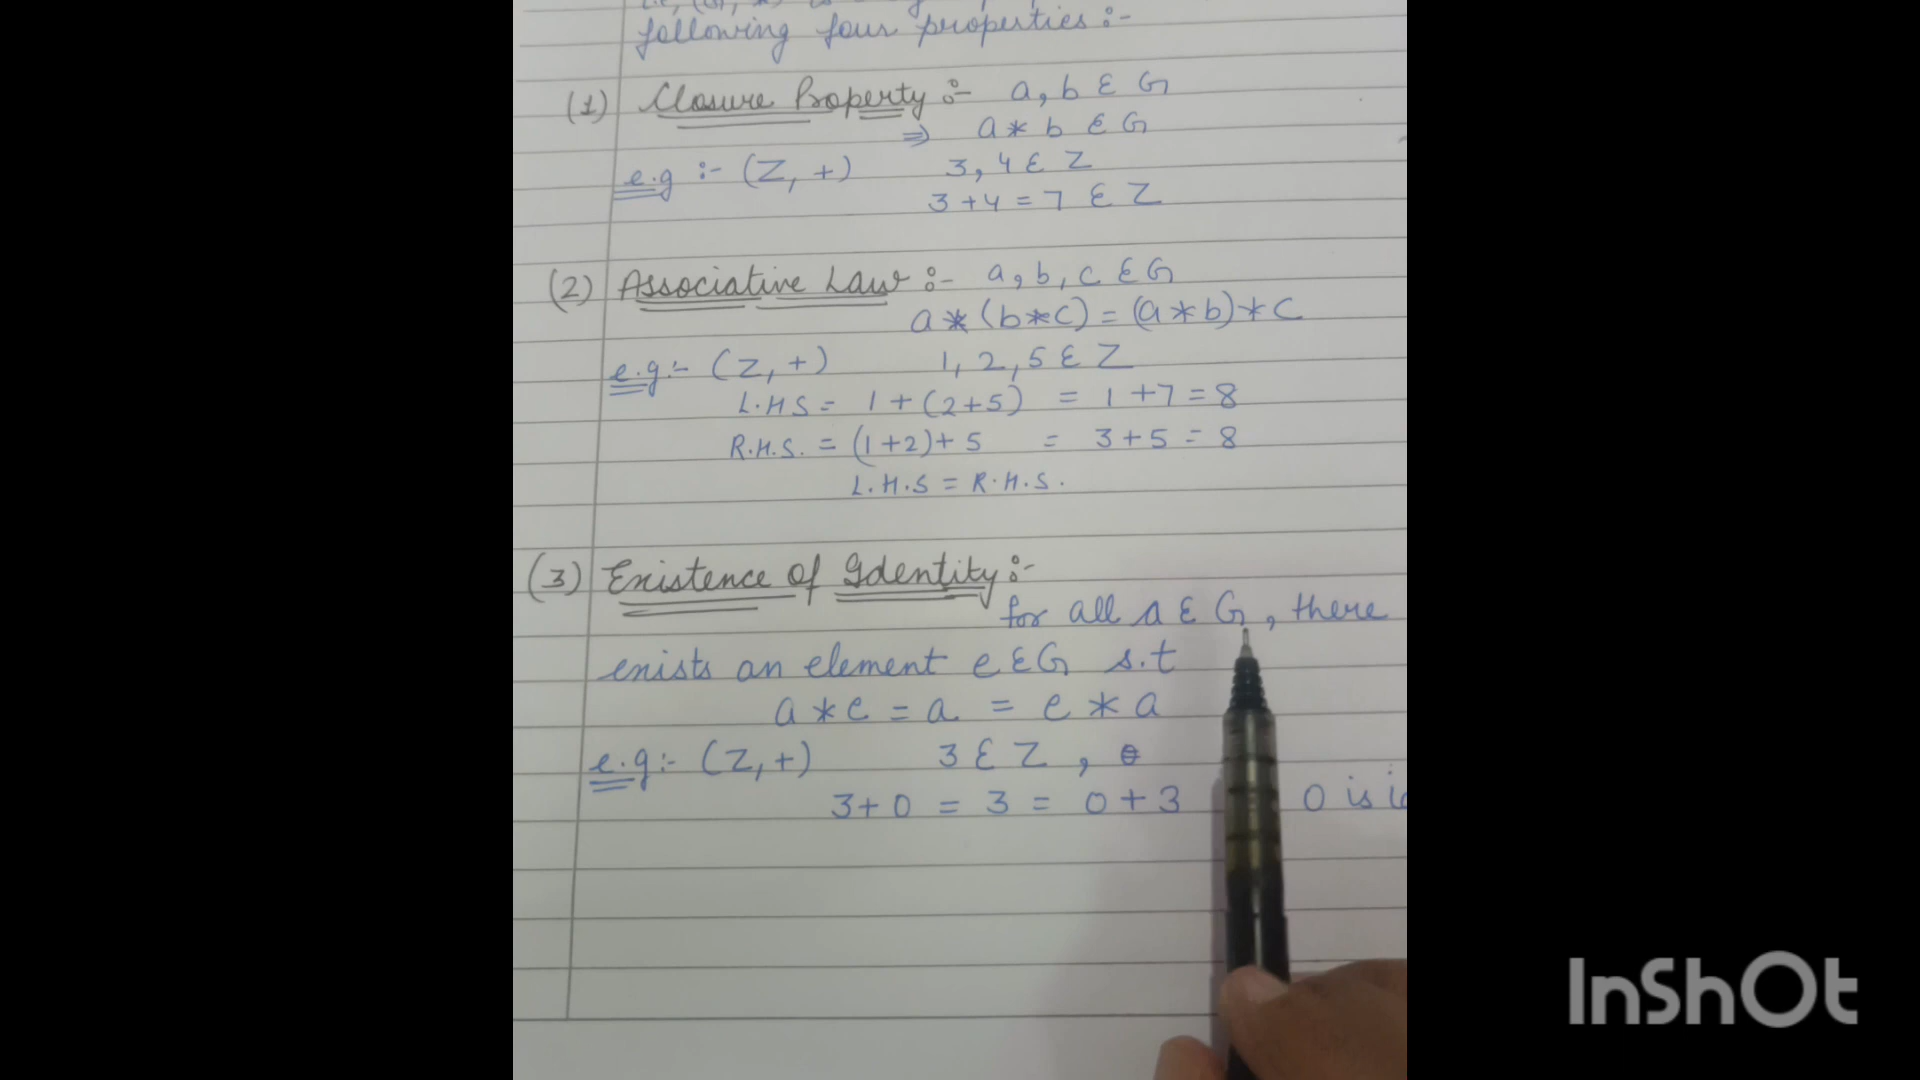 following four properties :-
(1) Closure Property :- a, b ∈ G
⇒ a * b ∈ G
e.g :- (Z, +) 3, 4 ∈ Z
3 + 4 = 7 ∈ Z
(2) Associative Law :- a, b, c ∈ G
a * (b * c) = (a * b) * c
e.g :- (Z, +) 1, 2, 5 ∈ Z
L.H.S = 1 + (2+5) = 1 + 7 = 8
R.H.S. = (1+2) + 5 = 3 + 5 = 8
L.H.S = R.H.S.
(3) Existence of Identity :-
for all a ∈ G, there
exists an element e ∈ G s.t
a * e = a = e * a
e.g :- (Z, +) 3 ∈ Z,
3 + 0 = 3 = 0 + 3 0 is
InShOt